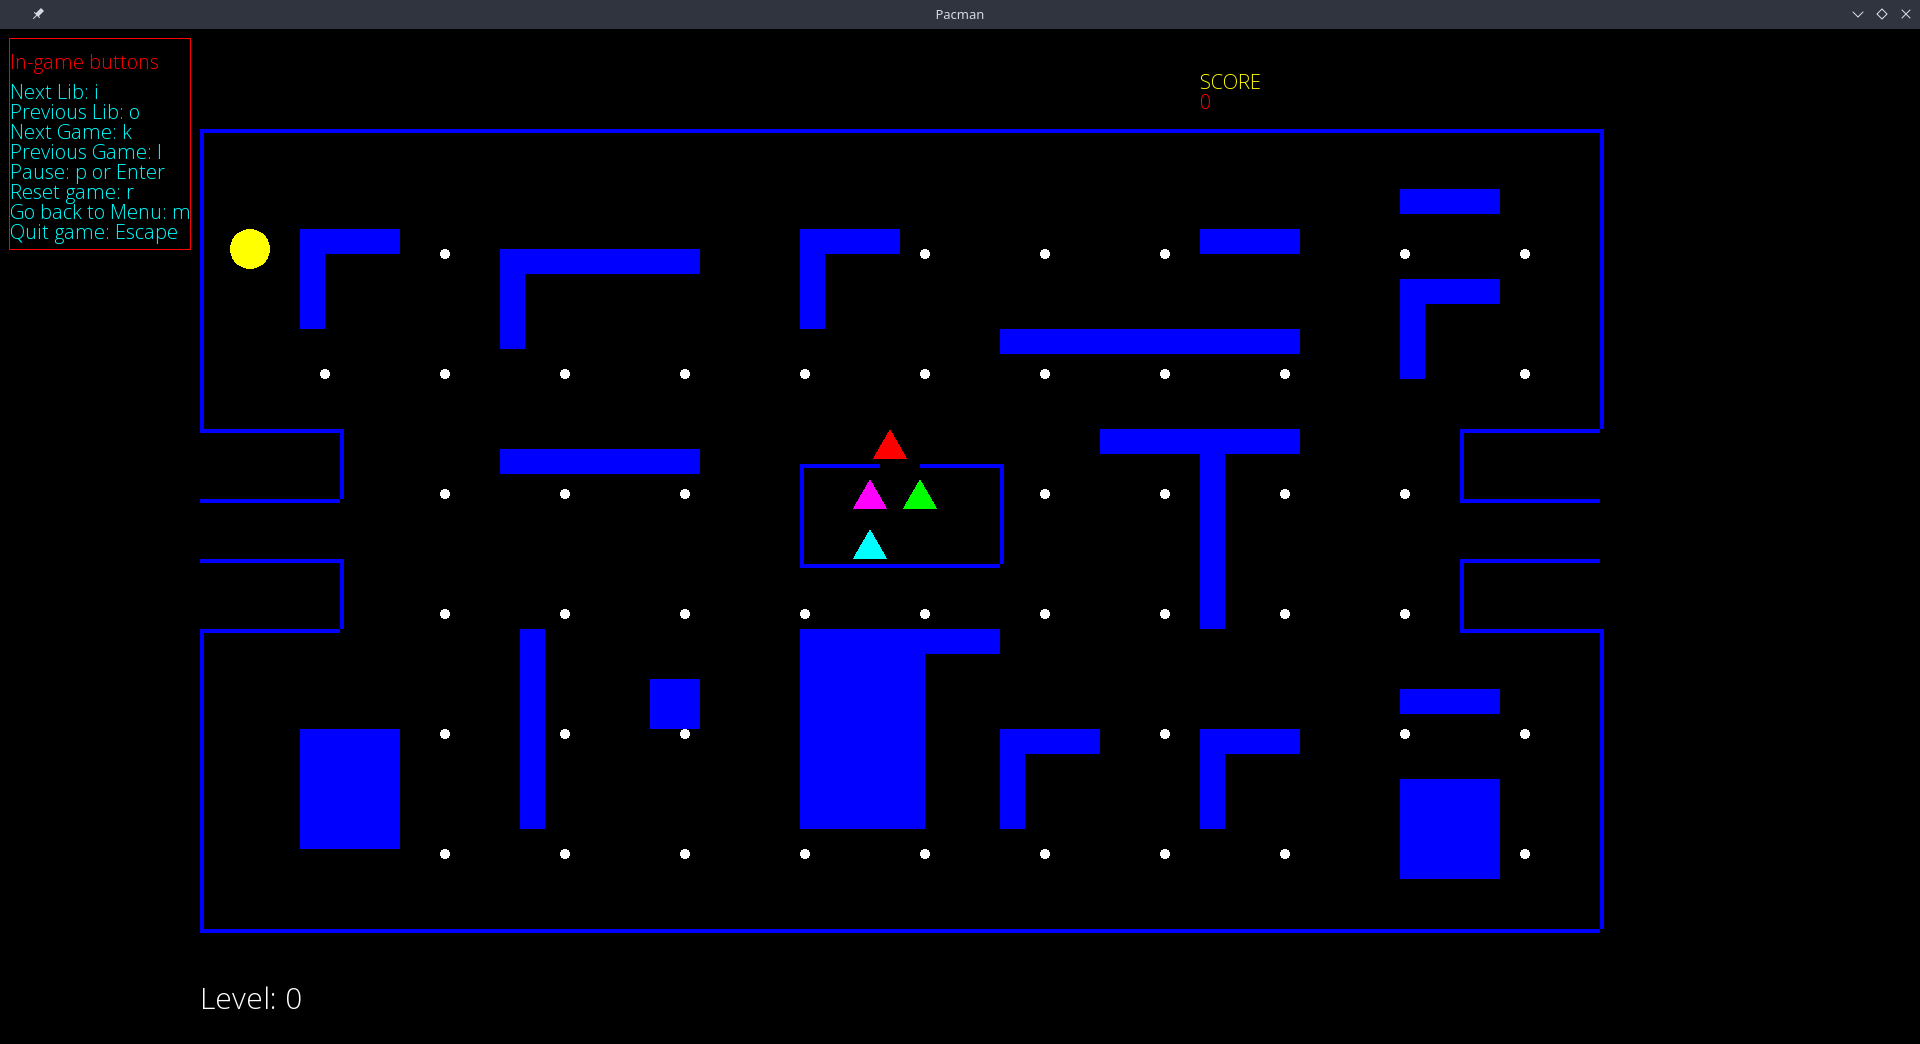 Pacman
In-game buttons
Next Lib: i
Previous Lib: o
Next Game: k
Previous Game: l
Pause: p or Enter
Reset game: r
Go back to Menu: m
Quit game: Escape
SCORE
0
Level: 0